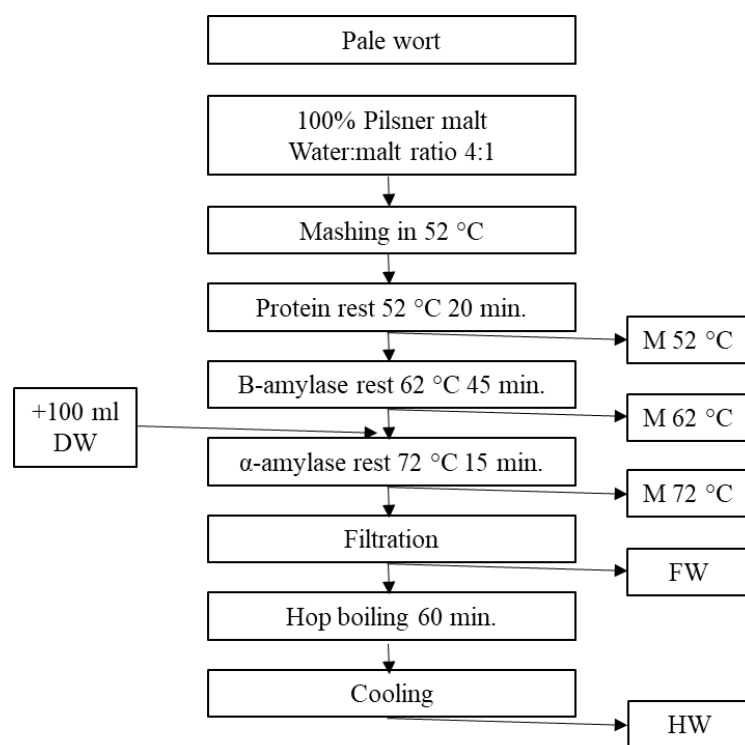 Pale wort
100% Pilsner malt
Water:malt ratio 4:1
Mashing in 52 °C
Protein rest 52 °C 20 min.
M 52 °C
B-amylase rest 62 °C 45 min.
+100 ml
DW
M 62 °C
α-amylase rest 72 °C 15 min.
M 72 °C
Filtration
FW
Hop boiling 60 min.
Cooling
HW